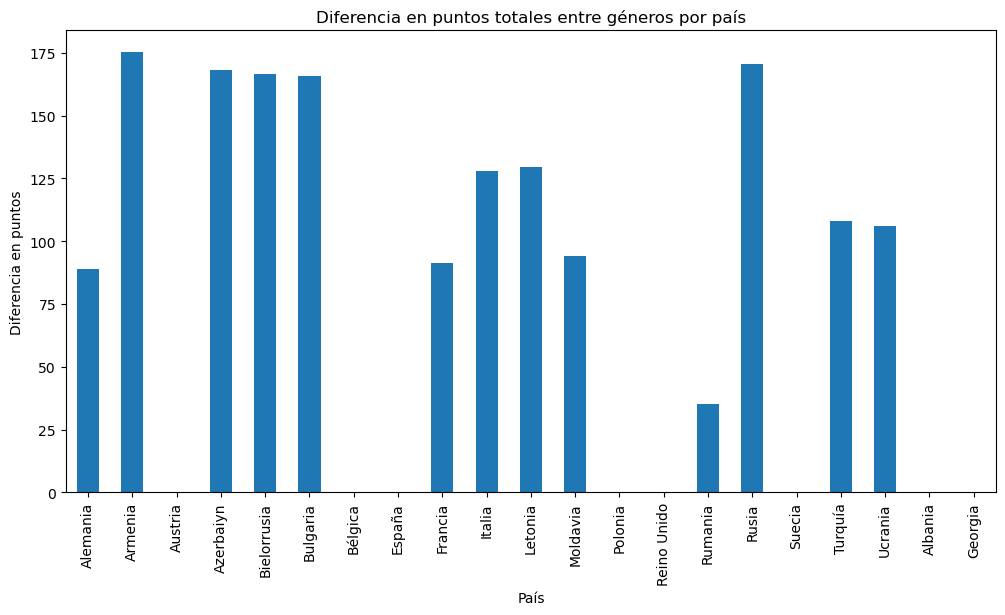 Diferencia en puntos totales entre géneros por país
Diferencia en puntos
175
150
125
100
75
50
25
0
Alemania
Armenia
Austria
Azerbaiyn
Bielorrusia
Bulgaria
Bélgica
España
Francia
Italia
Letonia
Moldavia
Polonia
Reino Unido
Rumania
Rusia
Suecia
Turquía
Ucrania
Albania
Georgia
País